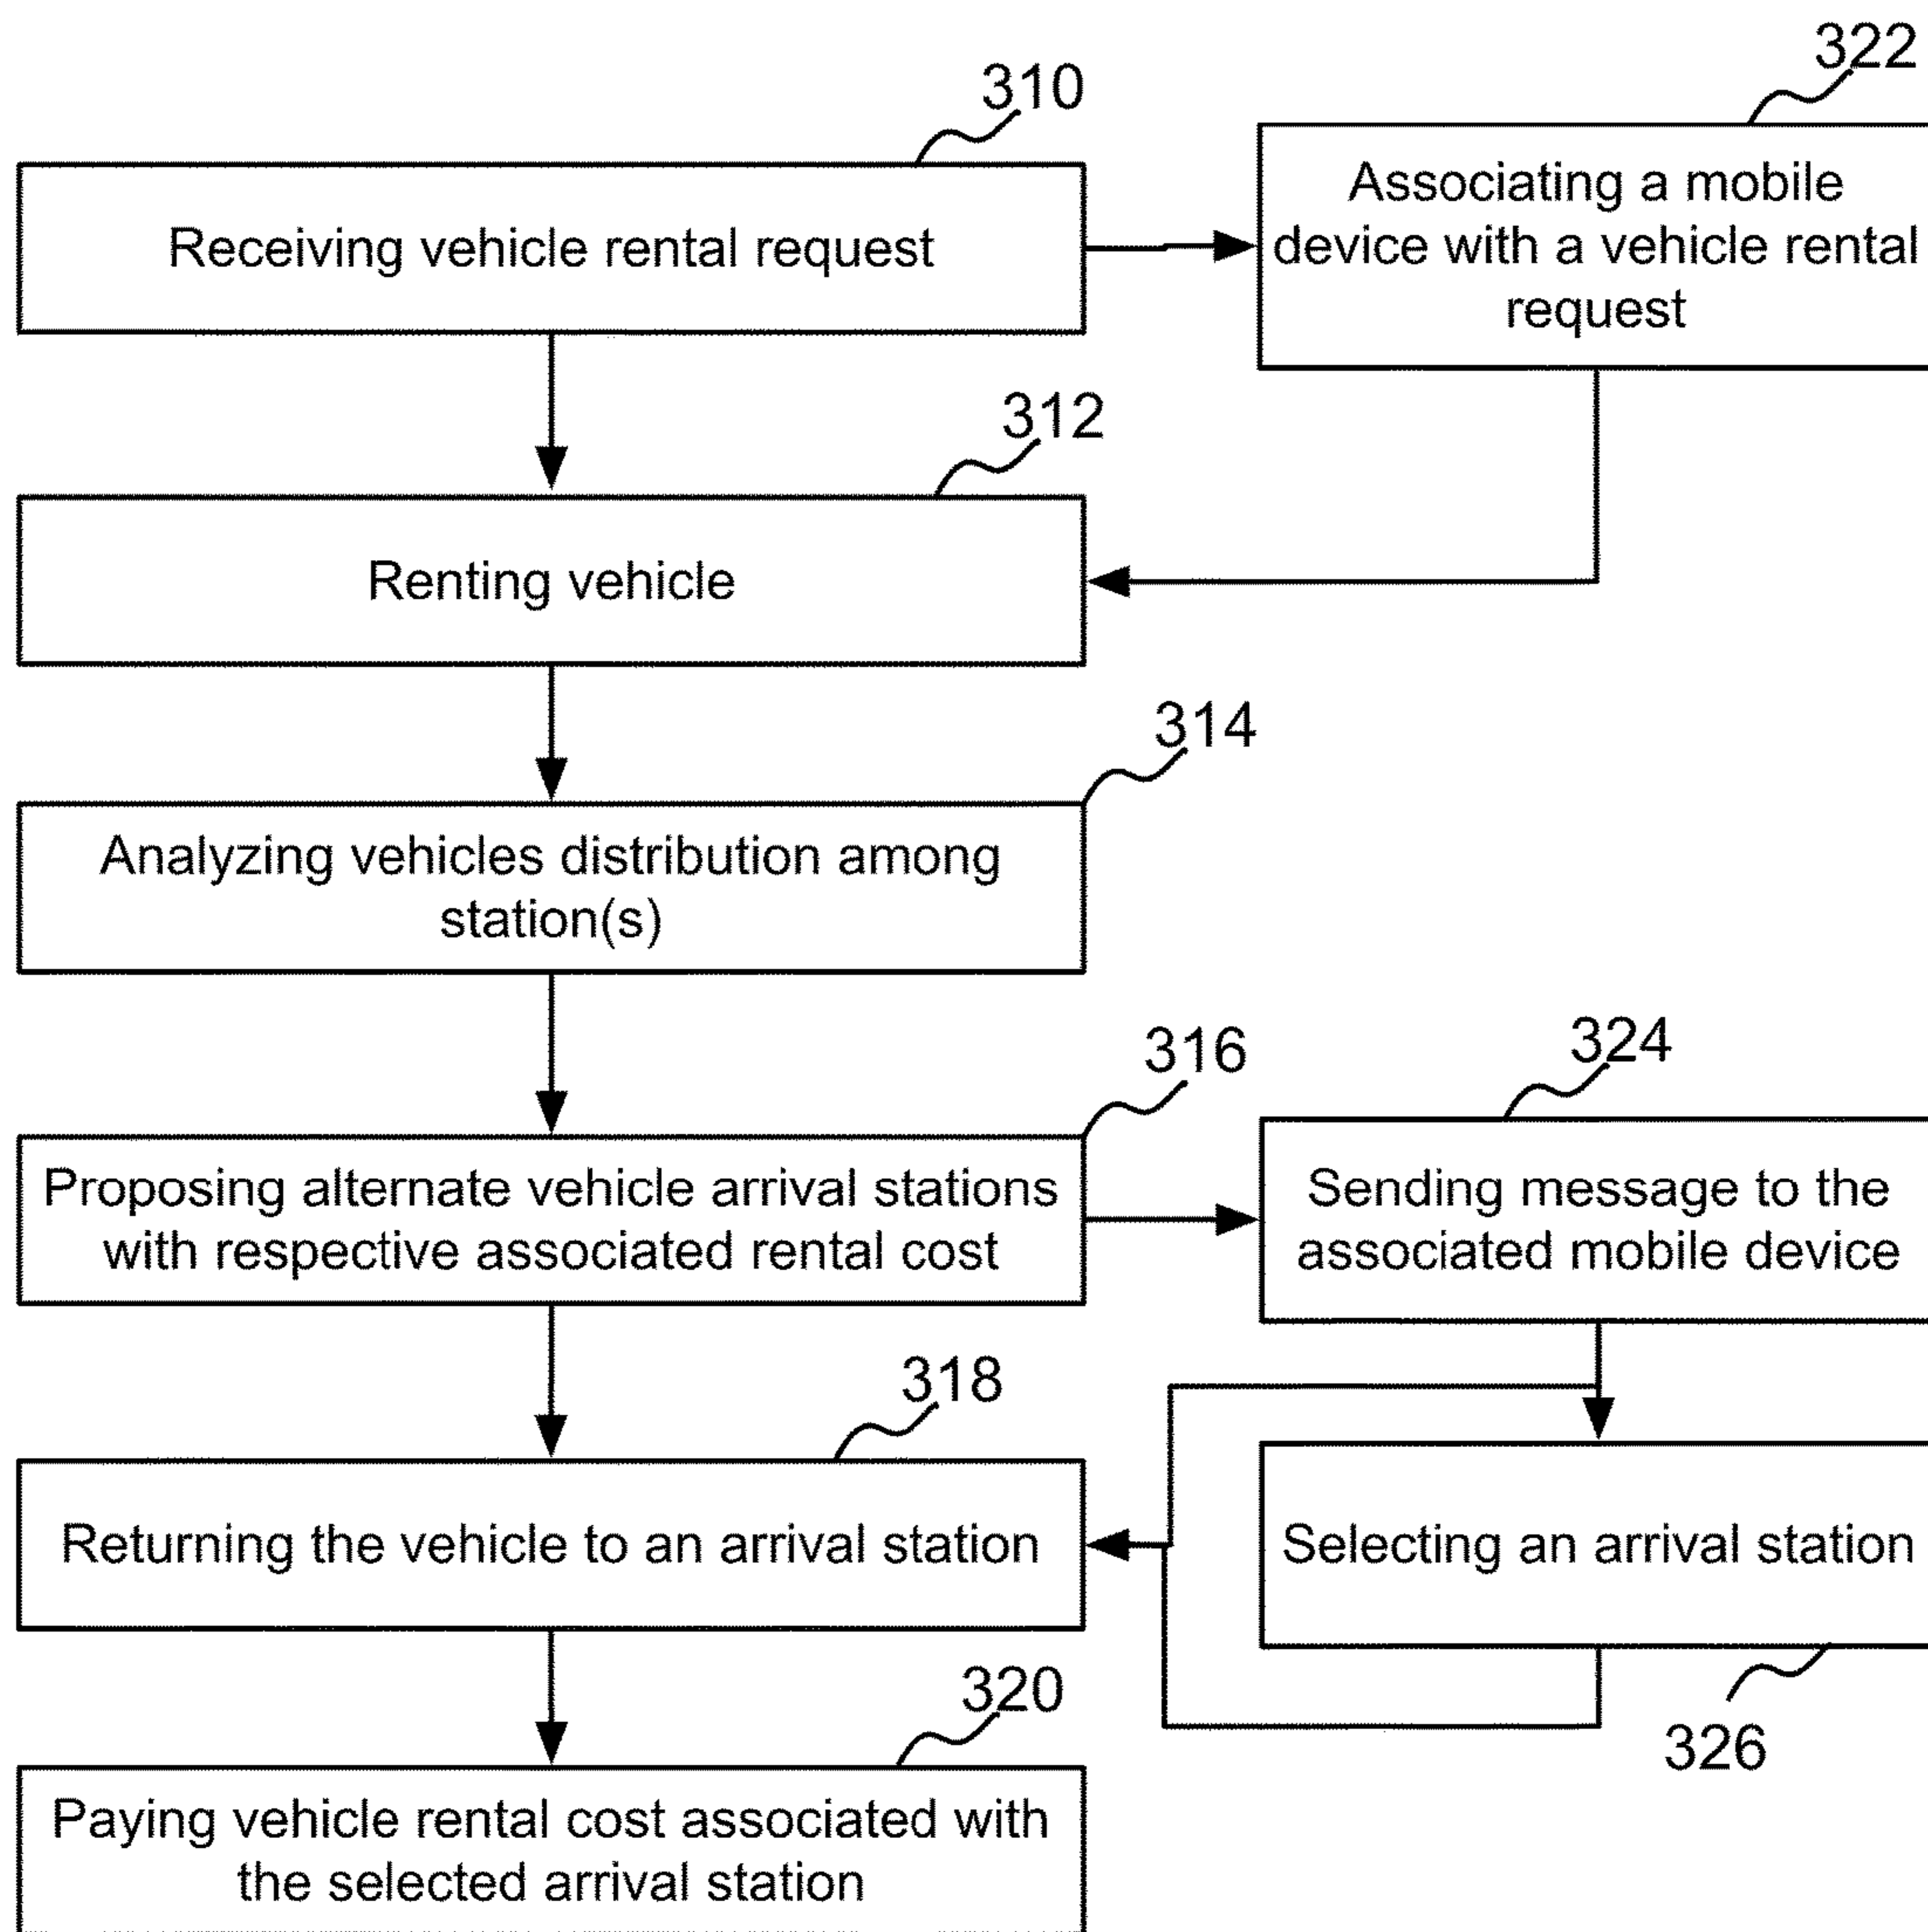 322
310
Associating a mobile
device with a vehicle rental
request
Receiving vehicle rental request
312
Renting vehicle
314
Analyzing vehicles distribution among
station(s)
316
324
Proposing alternate vehicle arrival stations
with respective associated rental cost
Sending message to the
associated mobile device
318
Returning the vehicle to an arrival station
Selecting an arrival station
320
326
Paying vehicle rental cost associated with
the selected arrival station